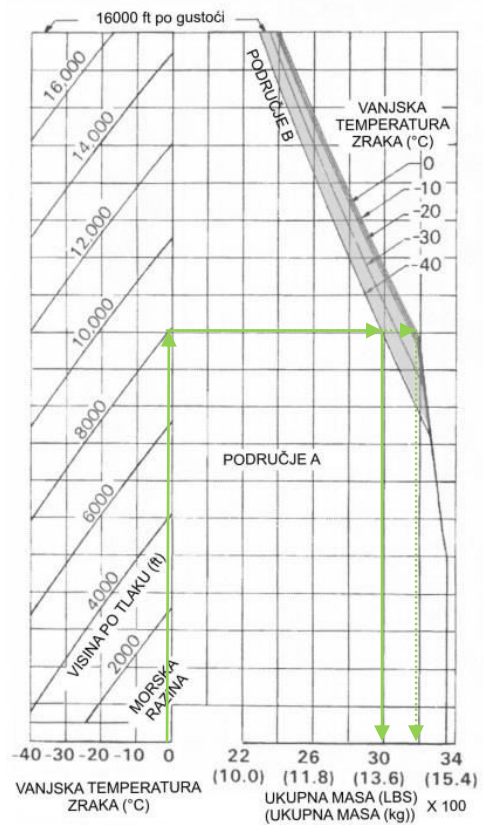 16000 ft po gustoći
PODRUČJE B
VANJSKA
TEMPERATURA
ZRAKA (°C)
0
-10
-20
-30
-40
16,000
14,000
12,000
10,000
8000
6000
4000
2000
VISINA PO TLAKU (ft)
MORSKA
RAZINA
PODRUČJE A
-40 -30 -20 -10 0
22 26 30 34
(10.0) (11.8) (13.6) (15.4)
VANJSKA TEMPERATURA
ZRAKA (°C)
UKUPNA MASA (LBS)
(UKUPNA MASA (kg))
X 100